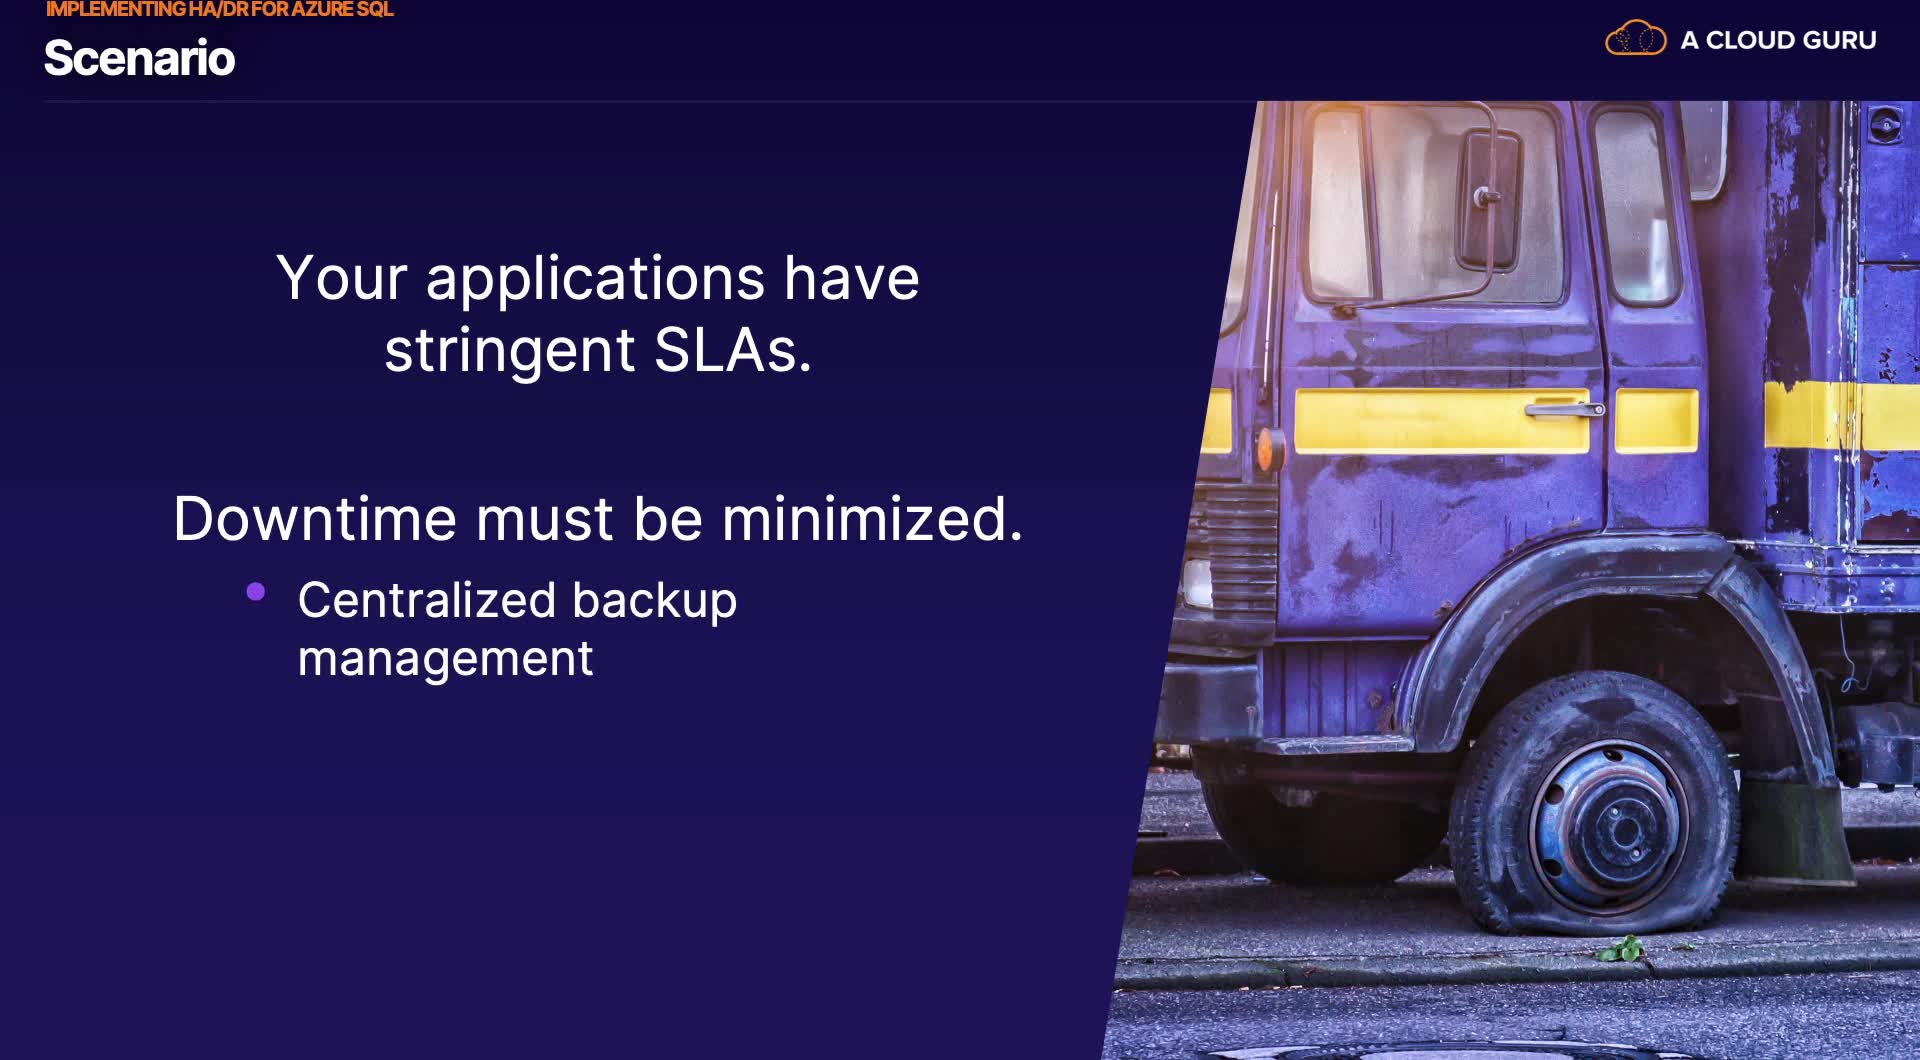 IMPLEMENTING HA/DR FOR AZURE SQL
Scenario
A CLOUD GURU
Your applications have
stringent SLAs.
Downtime must be minimized.
Centralized backup
management